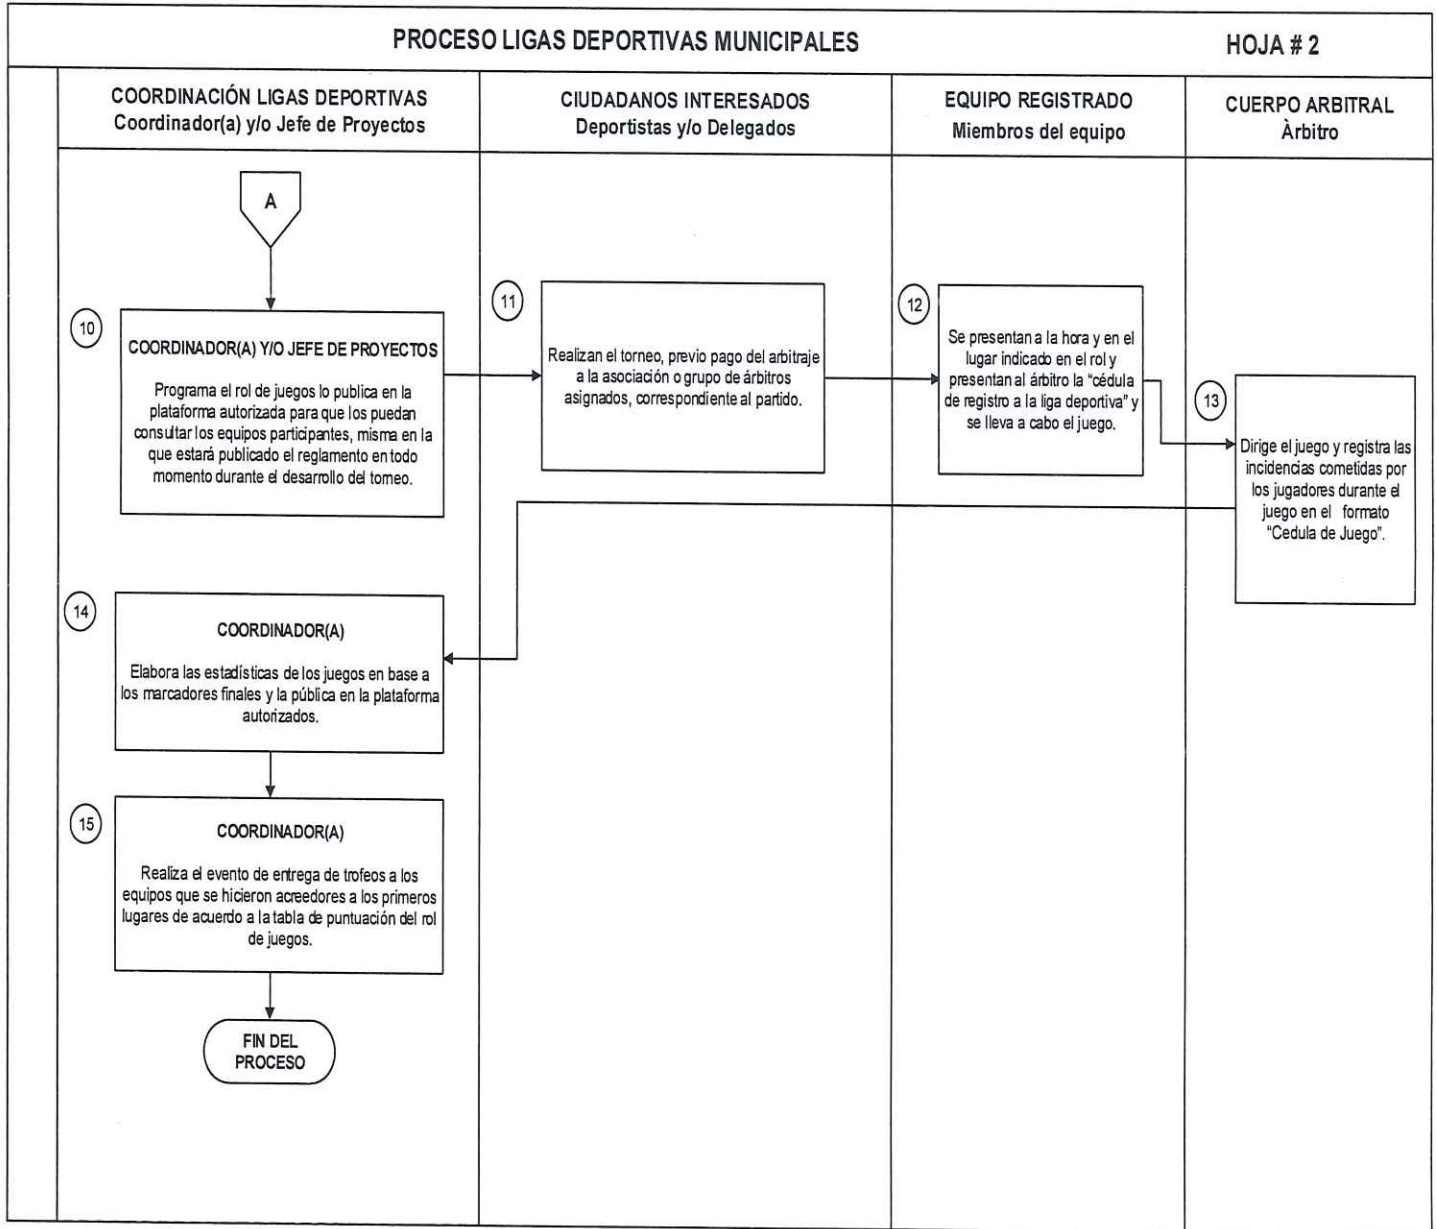 PROCESO LIGAS DEPORTIVAS MUNICIPALES
HOJA # 2
COORDINACIÓN LIGAS DEPORTIVAS
Coordinador(a) y/o Jefe de Proyectos
CIUDADANOS INTERESADOS
Deportistas y/o Delegados
EQUIPO REGISTRADO
Miembros del equipo
CUERPO ARBITRAL
Àrbitro
A
10
COORDINADOR(A) Y/O JEFE DE PROYECTOS
Programa el rol de juegos lo publica en la
plataforma autorizada para que los puedan
consultar los equipos participantes, misma en la
que estará publicado el reglamento en todo
momento durante el desarrollo del torneo.
11
Realizan el torneo, previo pago del arbitraje
a la asociación o grupo de árbitros
asignados, correspondiente al partido.
12
Se presentan a la hora y en el
lugar indicado en el rol y
presentan al árbitro la “cédula
de registro a la liga deportiva” y
se lleva a cabo el juego.
13
Dirige el juego y registra las
incidencias cometidas por
los jugadores durante el
juego en el formato
“Cedula de Juego”.
14
COORDINADOR(A)
Elabora las estadísticas de los juegos en base a
los marcadores finales y la pública en la plataforma
autorizados.
15
COORDINADOR(A)
Realiza el evento de entrega de trofeos a los
equipos que se hicieron acreedores a los primeros
lugares de acuerdo a la tabla de puntuación del rol
de juegos.
FIN DEL
PROCESO